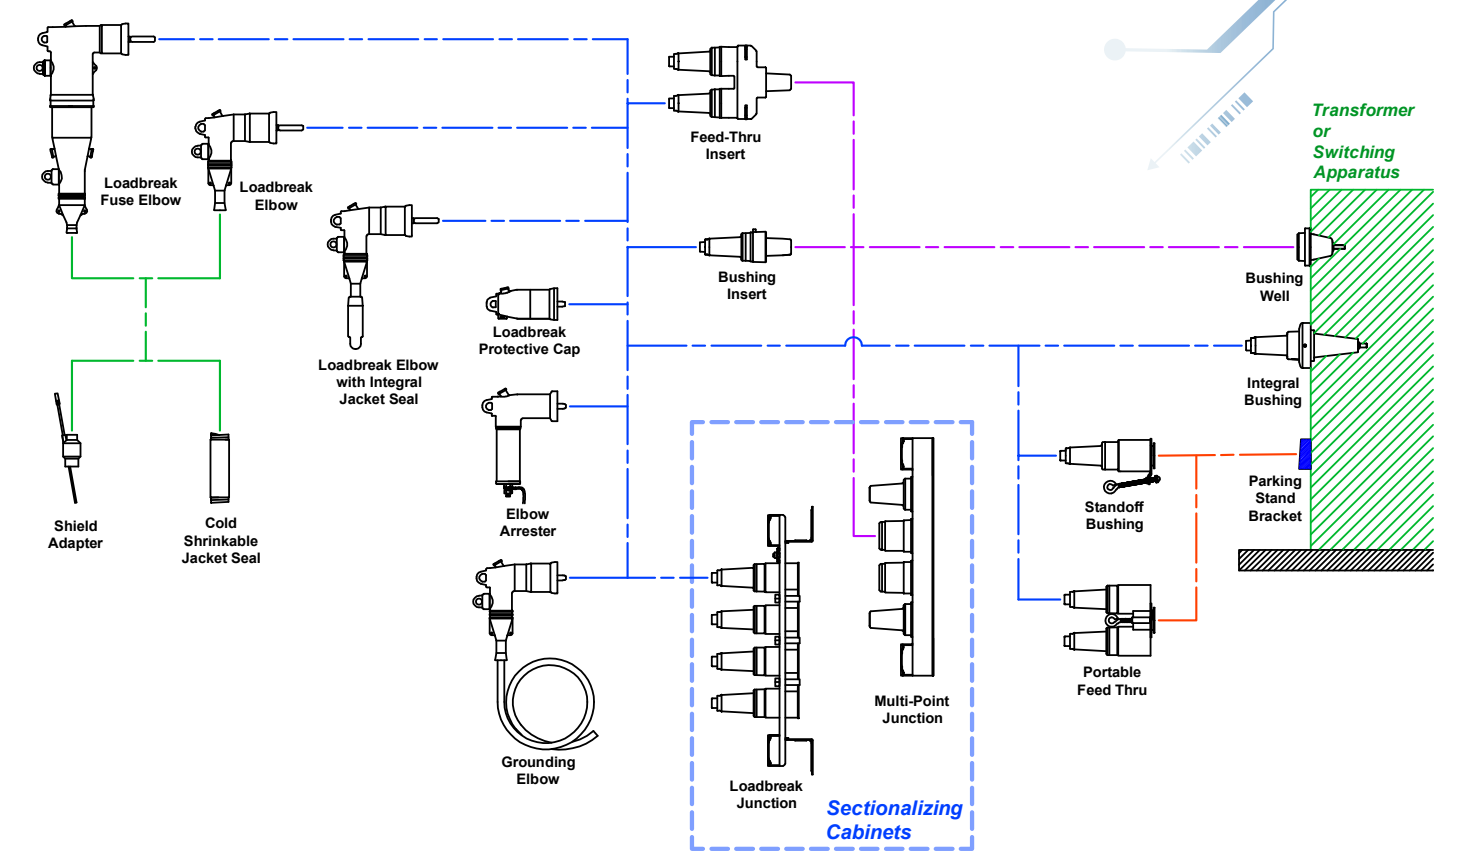 Transformer
or
Switching
Apparatus
Feed-Thru
Insert
Loadbreak
Fuse Elbow
Loadbreak
Elbow
Bushing
Insert
Bushing
Well
Loadbreak
Protective Cap
Loadbreak Elbow
with Integral
Jacket Seal
Integral
Bushing
Parking
Stand
Bracket
Standoff
Bushing
Elbow
Arrester
Shield
Adapter
Cold
Shrinkable
Jacket Seal
Portable
Feed Thru
Multi-Point
Junction
Grounding
Elbow
Loadbreak
Junction
Sectionalizing
Cabinets